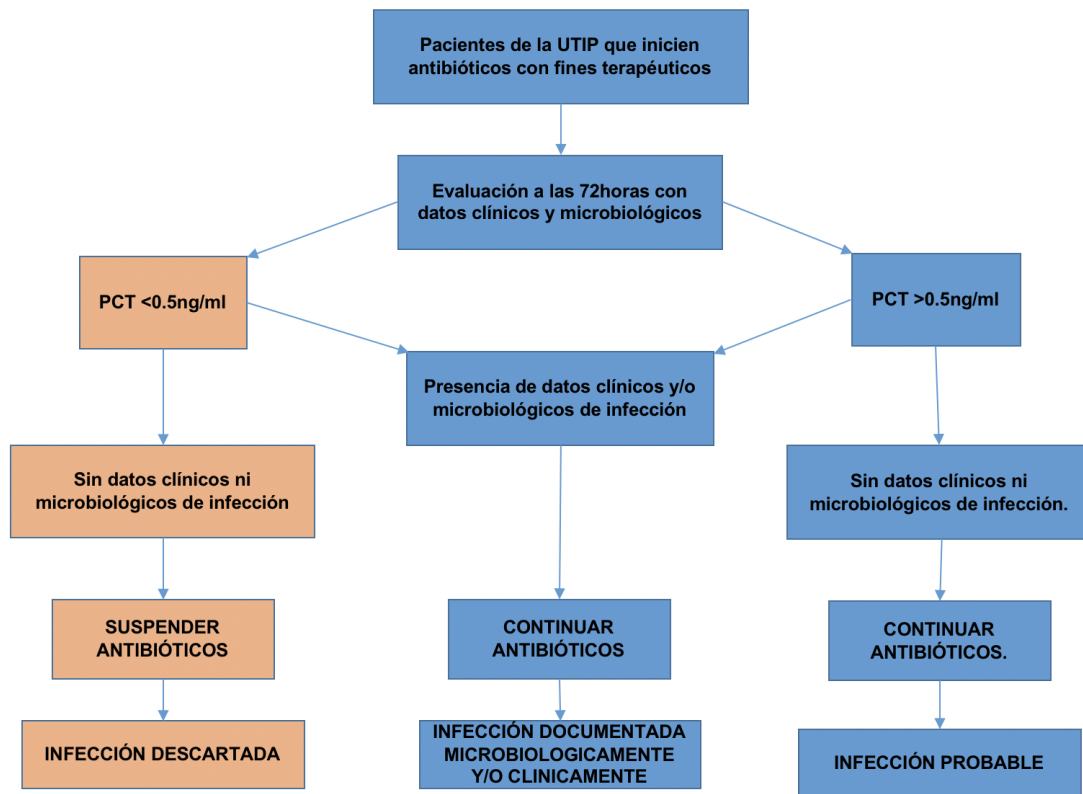 Pacientes de la UTIP que inicien
antibióticos con fines terapéuticos
Evaluación a las 72horas con
datos clínicos y microbiológicos
PCT <0.5ng/ml
PCT >0.5ng/ml
Presencia de datos clínicos y/o
microbiológicos de infección
Sin datos clínicos ni
microbiológicos de infección
Sin datos clínicos ni
microbiológicos de infección.
SUSPENDER
ANTIBIÓTICOS
CONTINUAR
ANTIBIÓTICOS
CONTINUAR
ANTIBIÓTICOS.
INFECCIÓN DESCARTADA
INFECCIÓN DOCUMENTADA
MICROBIOLOGICAMENTE
Y/O CLINICAMENTE
INFECCIÓN PROBABLE